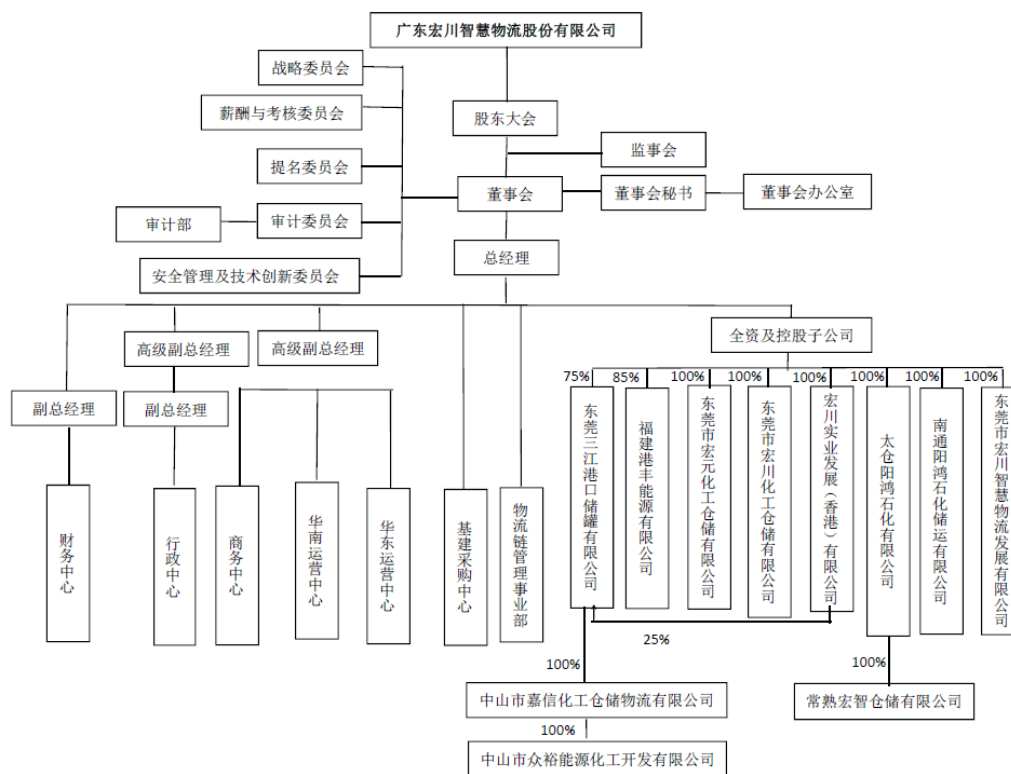 广东宏川智慧物流股份有限公司
战略委员会
薪酬与考核委员会
股东大会
监事会
提名委员会
董事会
董事会秘书
董事会办公室
审计部
审计委员会
总经理
安全管理及技术创新委员会
全资及控股子公司
高级副总经理
高级副总经理
副总经理
副总经理
75%
85%
100%
100%
100%
100%
100%
100%
财务中心
行政中心
商务中心
华南运营中心
华东运营中心
基建采购中心
物流链管理事业部
东莞三江港口储罐有限公司
福建港丰能源有限公司
东莞市宏元化工仓储有限公司
东莞市宏川化工仓储有限公司
宏川实业发展（香港）有限公司
太仓阳鸿石化有限公司
南通阳鸿石化储运有限公司
东莞市宏川智慧物流发展有限公司
25%
100%
100%
中山市嘉信化工仓储物流有限公司
常熟宏智仓储有限公司
100%
中山市众裕能源化工开发有限公司